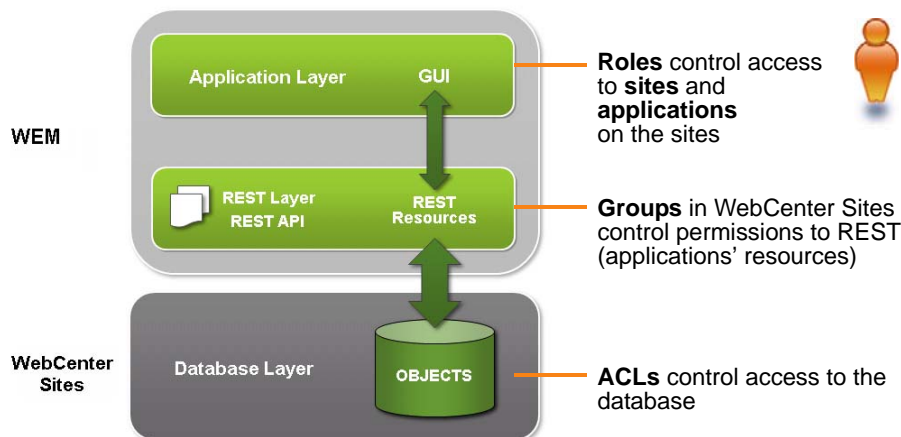 WEM
Application Layer
GUI
Roles control access
to sites and
applications
on the sites
REST Layer
REST API
REST
Resources
Groups in WebCenter Sites
control permissions to REST
(applications' resources)
WebCenter
Sites
Database Layer
OBJECTS
ACLs control access to the
database